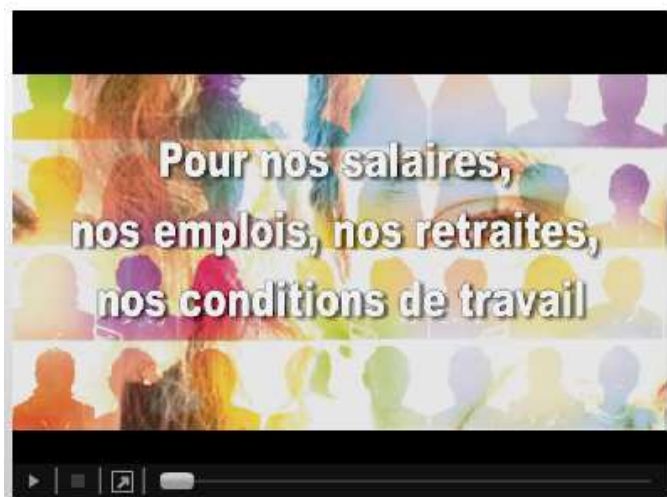 Pour nos salaires,
nos emplois, nos retraites,
nos conditions de travail